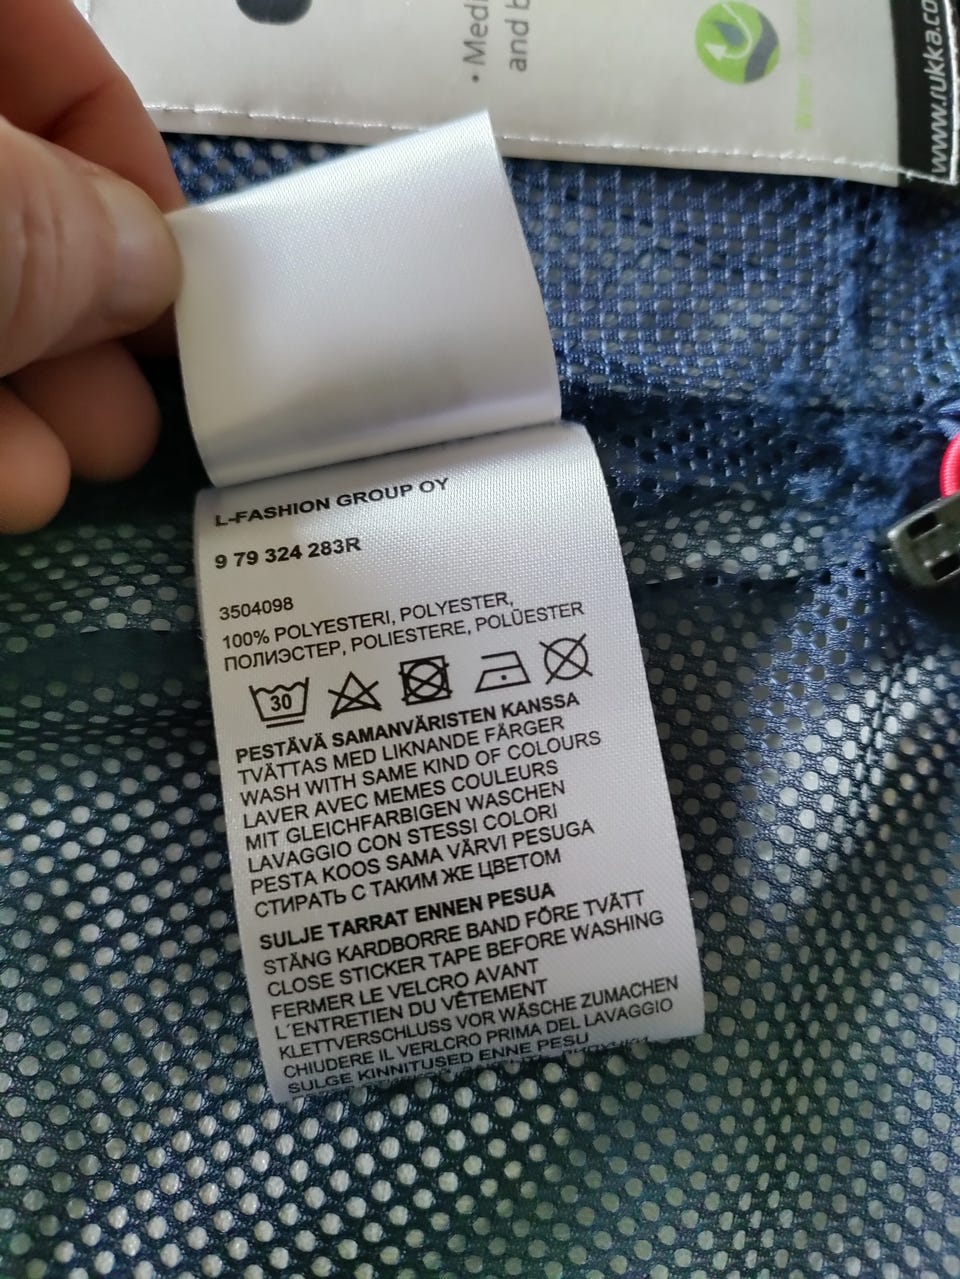 • Medi
and b
www.rukka.co
L-FASHION GROUP OY
9 79 324 283R
3504098
100% POLYESTERI, POLYESTER,
ПОЛИЭСТЕР, POLIESTERE, POLÜESTER
30
PESTÄVÄ SAMANVÄRISTEN KANSSA
TVÄTTAS MED LIKNANDE FÄRGER
WASH WITH SAME KIND OF COLOURS
LAVER AVEC MEMES COULEURS
MIT GLEICHFARBIGEN WASCHEN
LAVAGGIO CON STESSI COLORI
PESTA KOOS SAMA VÄRVI PESUGA
СТИРАТЬ С ТАКИМ ЖЕ ЦВЕТОМ
SULJE TARRAT ENNEN PESUA
STÄNG KARDBORRE BAND FÖRE TVÄTT
CLOSE STICKER TAPE BEFORE WASHING
FERMER LE VELCRO AVANT
L´ENTRETIEN DU VÊTEMENT
KLETTVERSCHLUSS VOR WÄSCHE ZUMACHEN
CHIUDERE IL VERLCRO PRIMA DEL LAVAGGIO
SULGE KINNITUSED ENNE PESU